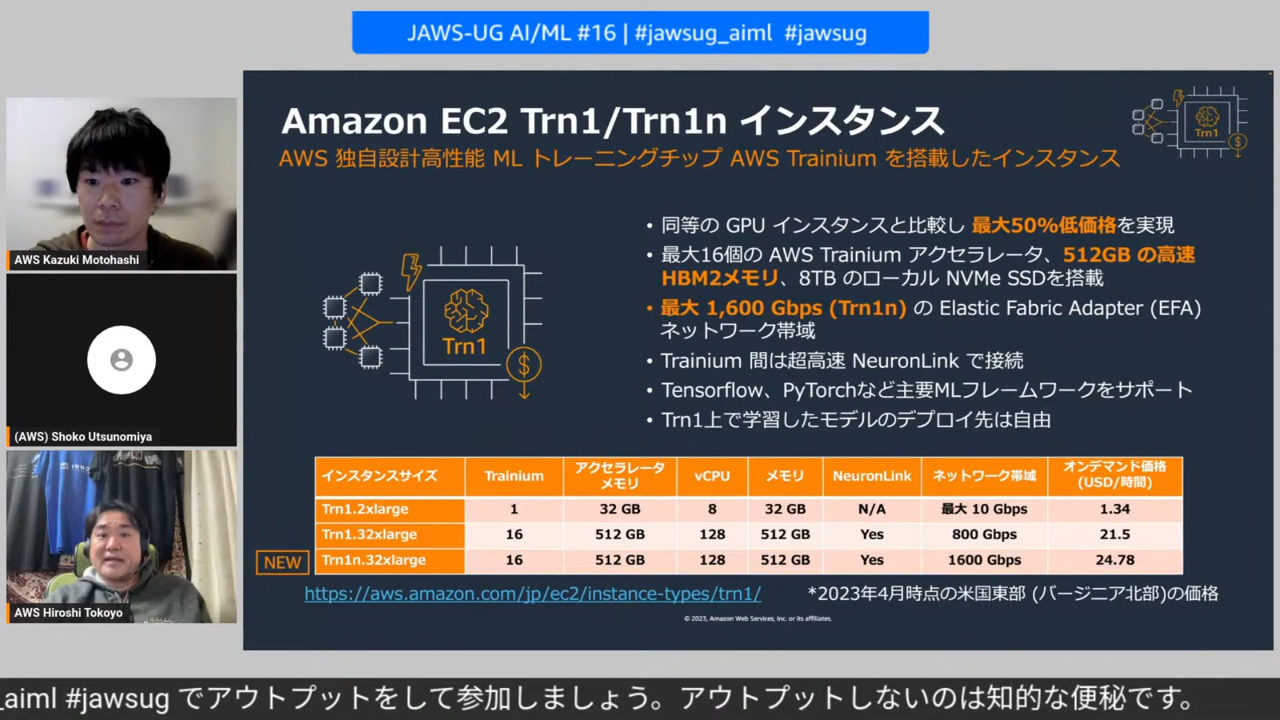 JAWS-UG AI/ML #16 | #jawsug_aiml #jawsug
AWS Kazuki Motohashi
(AWS) Shoko Utsunomiya
AWS Hiroshi Tokoyo
Amazon EC2 Trn1/Trn1n インスタンス
AWS 独自設計高性能 ML トレーニングチップ AWS Trainium を搭載したインスタンス
Trn1
Trn1
• 同等の GPU インスタンスと比較し 最大50%低価格を実現
• 最大16個の AWS Trainium アクセラレータ、512GB の高速
HBM2メモリ、8TB のローカル NVMe SSDを搭載
• 最大 1,600 Gbps (Trn1n) の Elastic Fabric Adapter (EFA)
ネットワーク帯域
• Trainium 間は超高速 NeuronLink で接続
• Tensorflow、PyTorchなど主要MLフレームワークをサポート
• Trn1上で学習したモデルのデプロイ先は自由
インスタンスサイズ Trainium アクセラレータ メモリ vCPU メモリ NeuronLink ネットワーク帯域 オンデマンド価格 (USD/時間)
Trn1.2xlarge 1 32 GB 8 32 GB N/A 最大 10 Gbps 1.34
Trn1.32xlarge 16 512 GB 128 512 GB Yes 800 Gbps 21.5
NEW Trn1n.32xlarge 16 512 GB 128 512 GB Yes 1600 Gbps 24.78
https://aws.amazon.com/jp/ec2/instance-types/trn1/ *2023年4月時点の米国東部 (バージニア北部)の価格
© 2023, Amazon Web Services, Inc. or its affiliates.
_aiml #jawsug でアウトプットをして参加しましょう。アウトプットしないのは知的な便秘です。